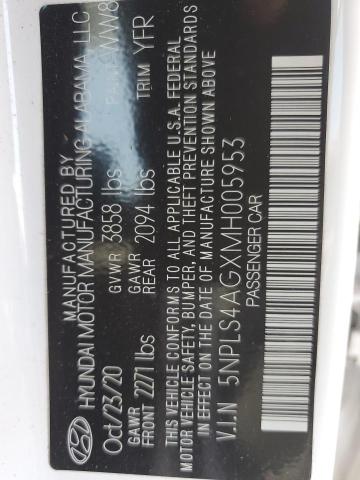 MANUFACTURED BY
HYUNDAI MOTOR MANUFACTURING ALABAMA, LLC
Oct/23/20 GVWR 3858 lbs WW8
GAWR FRONT 2271 lbs GAWR REAR 2094 lbs TRIM YFR
THIS VEHICLE CONFORMS TO ALL APPLICABLE U.S.A. FEDERAL
MOTOR VEHICLE SAFETY, BUMPER, AND THEFT PREVENTION STANDARDS
IN EFFECT ON THE DATE OF MANUFACTURE SHOWN ABOVE
V.I.N 5NPLS4AGXMH005953
PASSENGER CAR